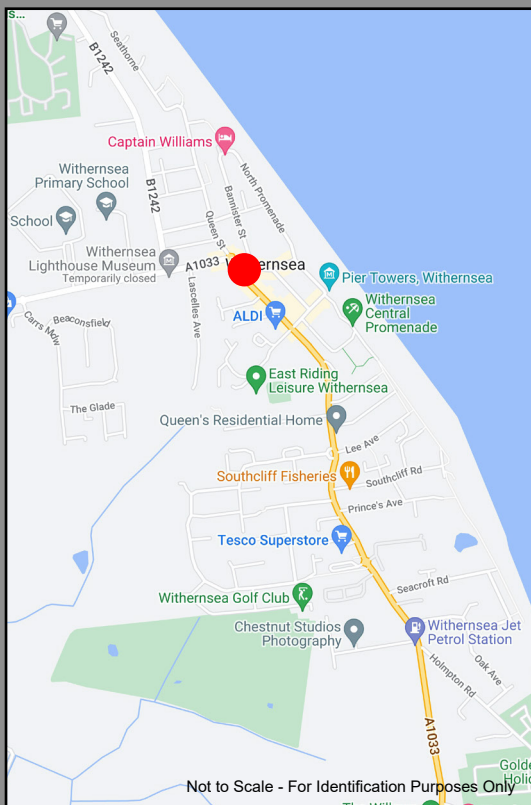 s...
B1242
Seathorne
Captain Williams
Withernsea
Primary School
North Promenade
Bannister St
B1242
School
Queen St
Withernsea
Lighthouse Museum
Temporarily closed
A1033
Pier Towers, Withernsea
Lascelles Ave
Withernsea
Central
Promenade
ALDI
Carrs Mdw
Beaconsfield
East Riding
Leisure Withernsea
The Glade
Queen's Residential Home
Lee Ave
Southcliff Fisheries
Southcliff Rd
Prince's Ave
Tesco Superstore
Seacroft Rd
Withernsea Golf Club
Chestnut Studios
Photography
Withernsea Jet
Petrol Station
Oak Ave
Holmpton Rd
A1033
Not to Scale - For Identification Purposes Only